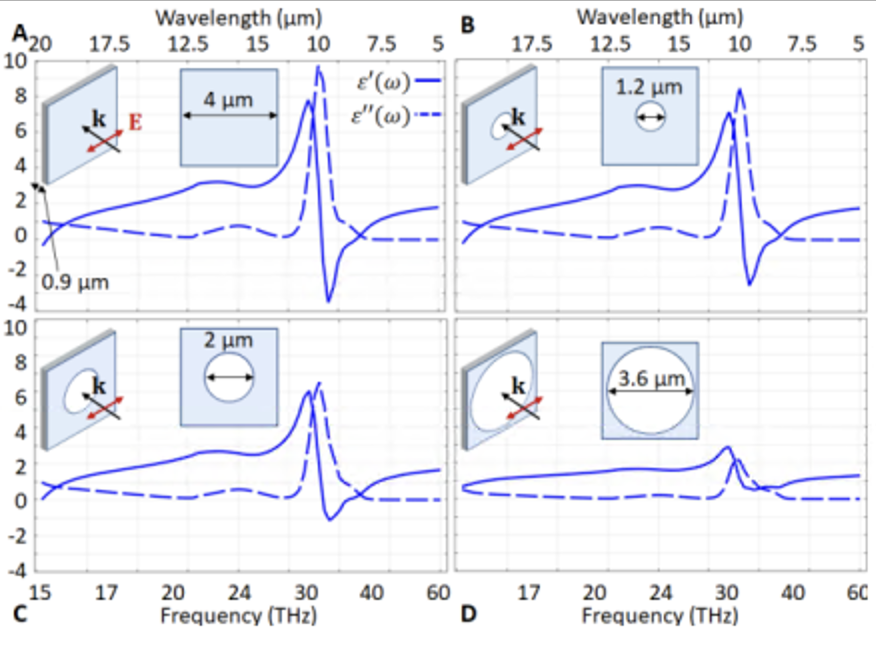 Wavelength (μm)
Wavelength (μm)
A
B
20 17.5 12.5 15 10 7.5 5
17.5 12.5 15 10 7.5 5
10
8
6
4
2
0
-2
-4
k
E
4 μm
ε′(ω)
ε′′(ω)
0.9 μm
k
1.2 μm
10
8
6
4
2
0
-2
-4
k
2 μm
k
3.6 μm
15 17 20 24 30 40 60
17 20 24 30 40 60
C
Frequency (THz)
D
Frequency (THz)